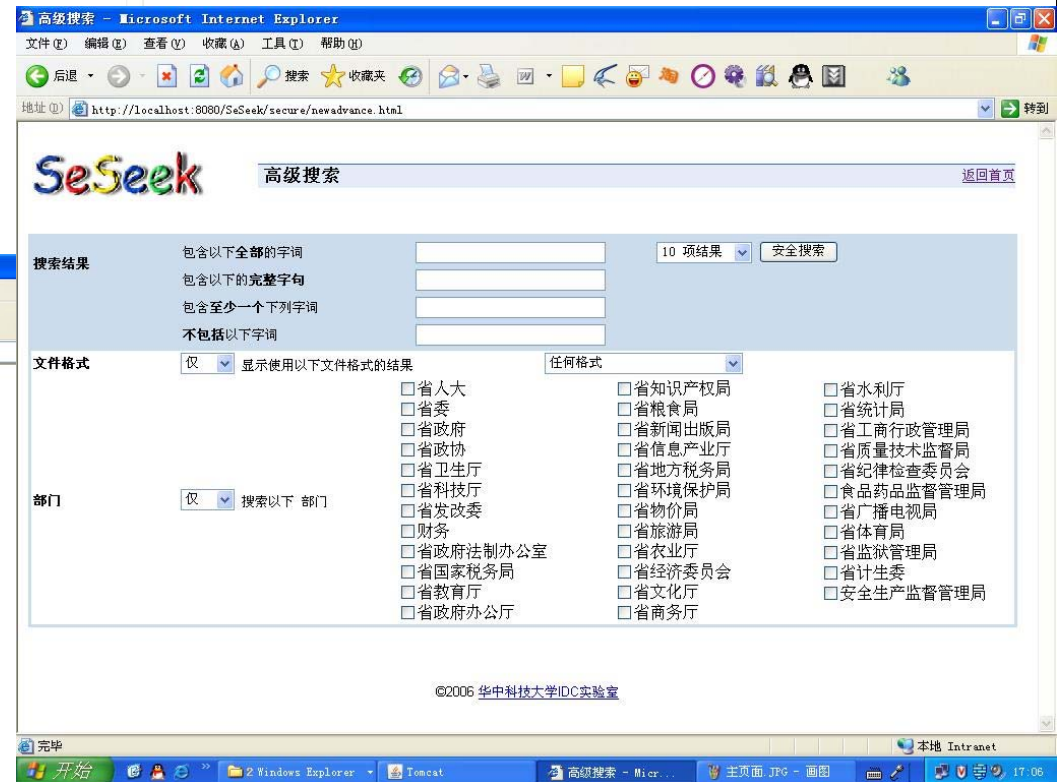 高级搜索 - Microsoft Internet Explorer
文件(F) 编辑(E) 查看(V) 收藏(A) 工具(T) 帮助(H)
后退 搜索 收藏夹
地址(D) http://localhost:8080/SeSeek/secure/newadvance.html 转到
SeSeek 高级搜索 返回首页
搜索结果 包含以下全部的字词 10 项结果 安全搜索
包含以下的完整字句
包含至少一个下列字词
不包括以下字词
文件格式 仅 显示使用以下文件格式的结果 任何格式
省人大 省知识产权局 省水利厅
省委 省粮食局 省统计局
省政府 省新闻出版局 省工商行政管理局
省政协 省信息产业厅 省质量技术监督局
省卫生厅 省地方税务局 省纪律检查委员会
省科技厅 省环境保护局 食品药品监督管理局
部门 仅 搜索以下 部门
省发改委 省物价局 省广播电视局
财务 省旅游局 省体育局
省政府法制办公室 省农业厅 省监狱管理局
省国家税务局 省经济委员会 省计生委
省教育厅 省文化厅 安全生产监督管理局
省政府办公厅 省商务厅
©2006 华中科技大学IDC实验室
完毕 本地 Intranet
开始 2 Windows Explorer Tomcat 高级搜索 - Micr... 主页面.JPG - 画图 17:06